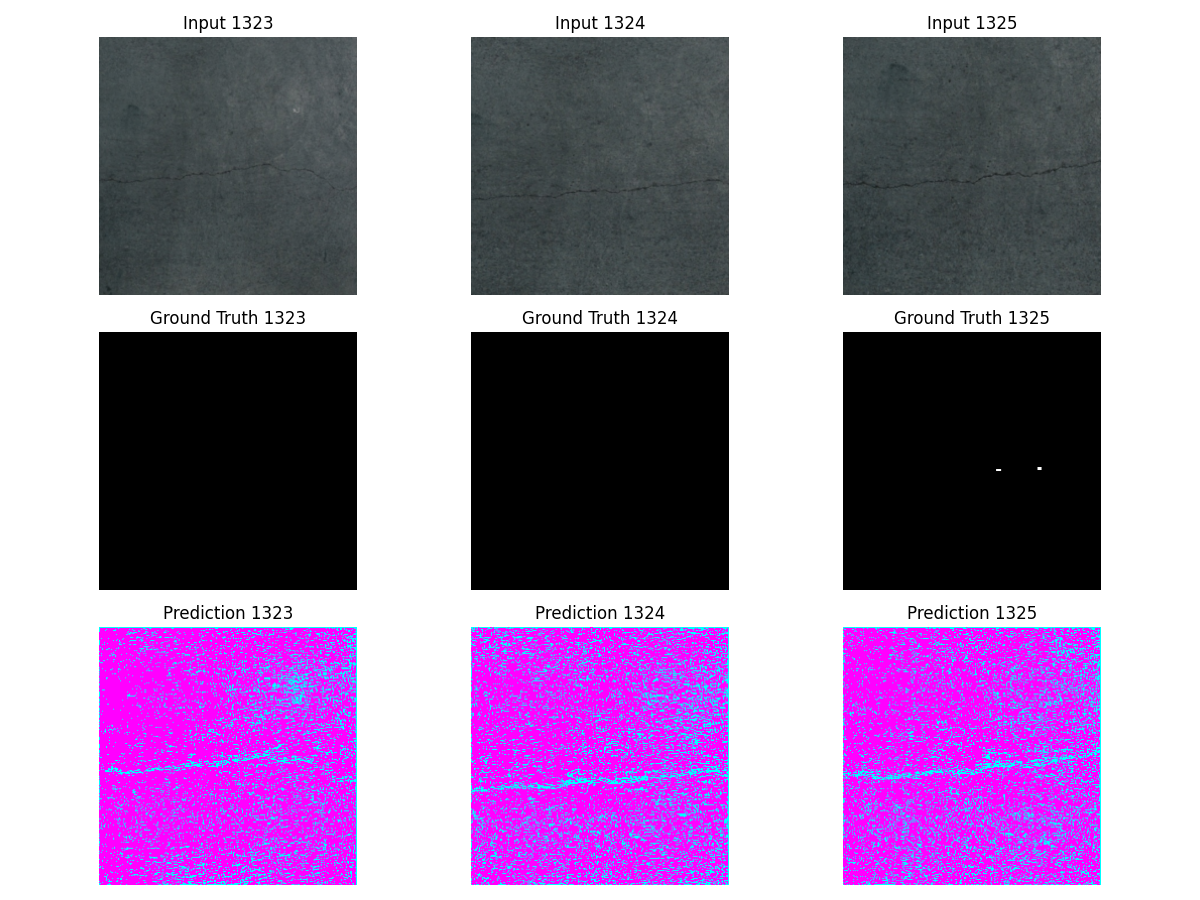 Input 1323
Input 1324
Input 1325
Ground Truth 1323
Ground Truth 1324
Ground Truth 1325
Prediction 1323
Prediction 1324
Prediction 1325